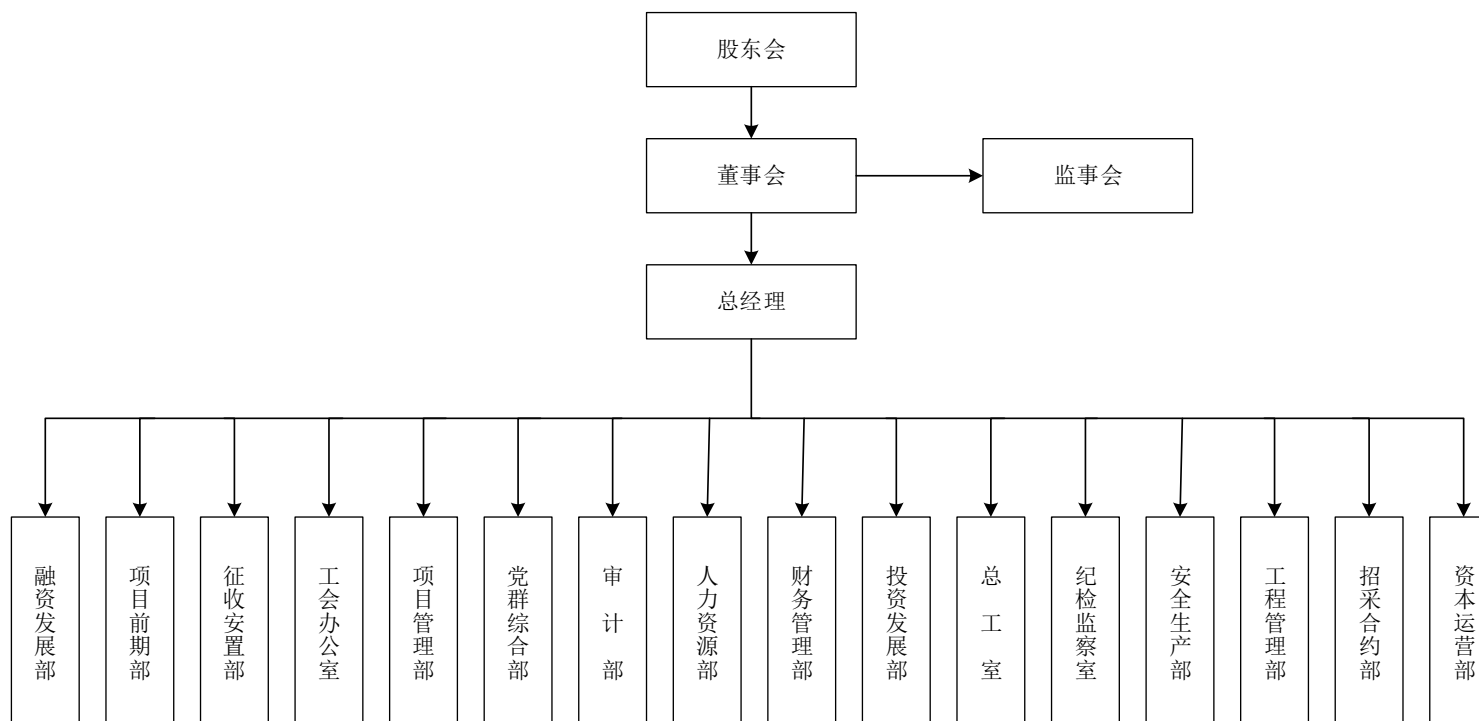 股东会
董事会
监事会
总经理
融资发展部
项目前期部
征收安置部
工会办公室
项目管理部
党群综合部
审计部
人力资源部
财务管理部
投资发展部
总工室
纪检监察室
安全生产部
工程管理部
招采合约部
资本运营部